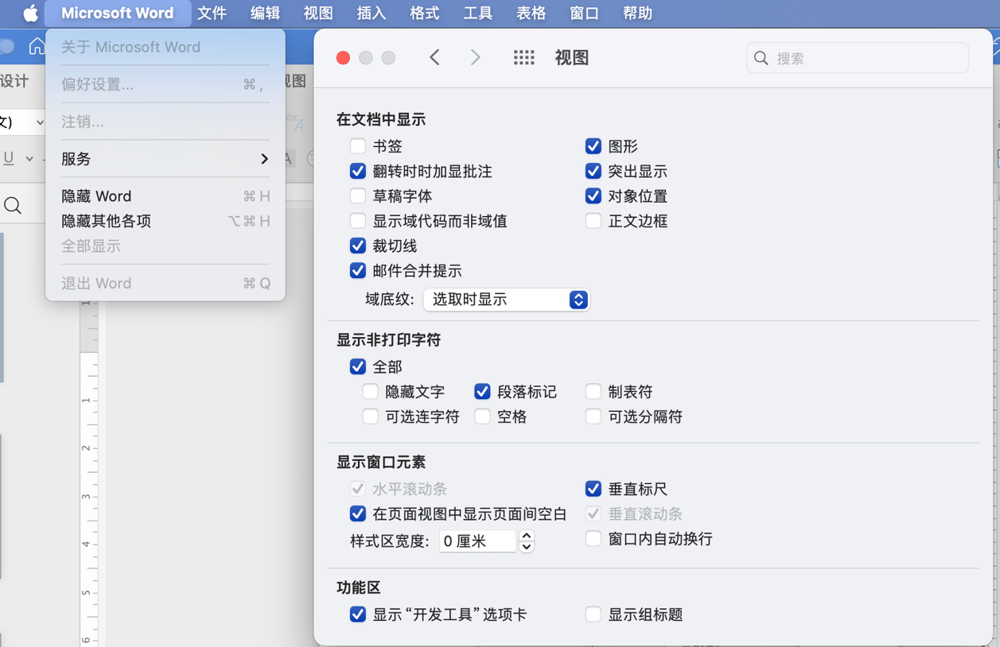 Microsoft Word 文件 编辑 视图 插入 格式 工具 表格 窗口 帮助
关于 Microsoft Word
偏好设置... ⌘ ,
注销...
服务
隐藏 Word ⌘ H
隐藏其他各项 ⌥ ⌘ H
全部显示
退出 Word ⌘ Q
设计
视图
文)
U
abc
A
A
1
2
3
4
5
6
视图
搜索
在文档中显示
书签 图形
翻转时时加显批注 突出显示
草稿字体 对象位置
显示域代码而非域值 正文边框
裁切线
邮件合并提示
域底纹: 选取时显示
显示非打印字符
全部
隐藏文字 段落标记 制表符
可选连字符 空格 可选分隔符
显示窗口元素
水平滚动条 垂直标尺
在页面视图中显示页面间空白 垂直滚动条
样式区宽度: 0 厘米 窗口内自动换行
功能区
显示“开发工具”选项卡 显示组标题